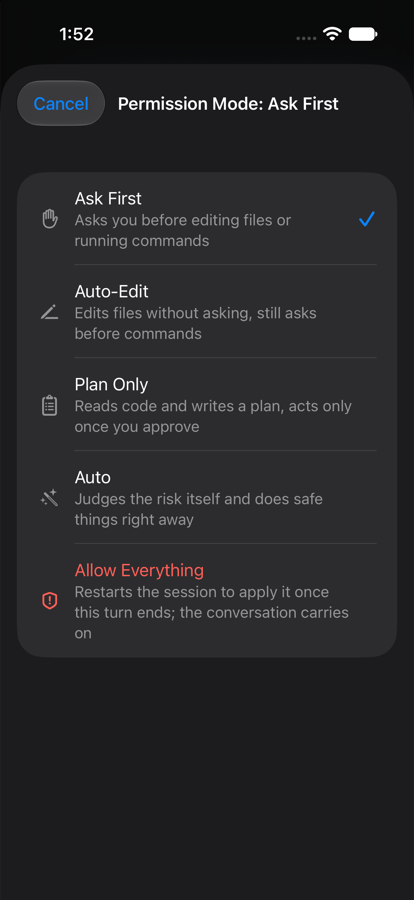 1:52
Cancel
Permission Mode: Ask First
Ask First
Asks you before editing files or
running commands
Auto-Edit
Edits files without asking, still asks
before commands
Plan Only
Reads code and writes a plan, acts only
once you approve
Auto
Judges the risk itself and does safe
things right away
Allow Everything
Restarts the session to apply it once
this turn ends; the conversation carries
on